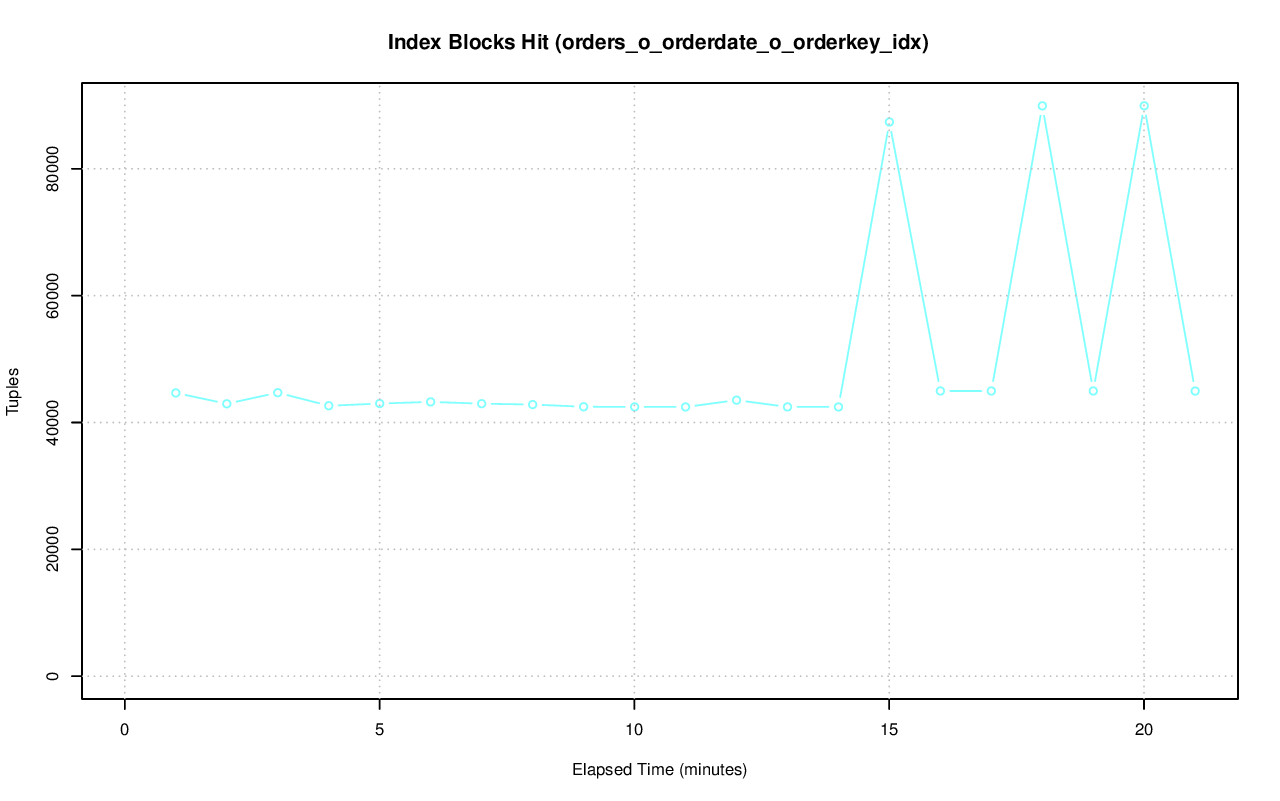 Index Blocks Hit (orders_o_orderdate_o_orderkey_idx)
Tuples
80000
60000
40000
20000
0
0 5 10 15 20
Elapsed Time (minutes)